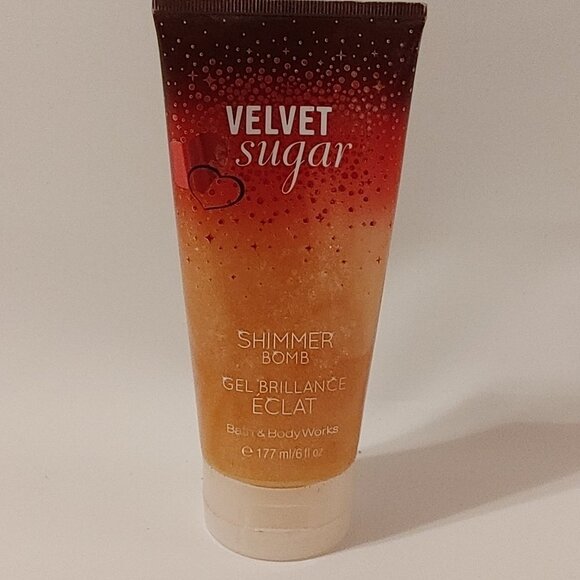 VELVET
sugar
SHIMMER
BOMB
GEL BRILLANCE
ÉCLAT
Bath & Body Works
℮ 177 ml/6 fl oz